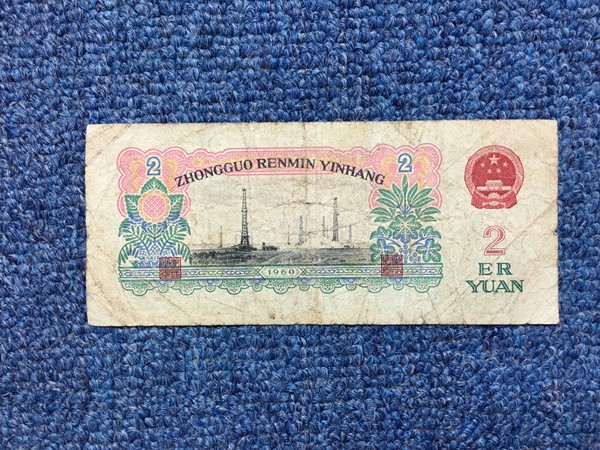 2
2
ZHONGGUO RENMIN YINHANG
1960
2
ER
YUAN